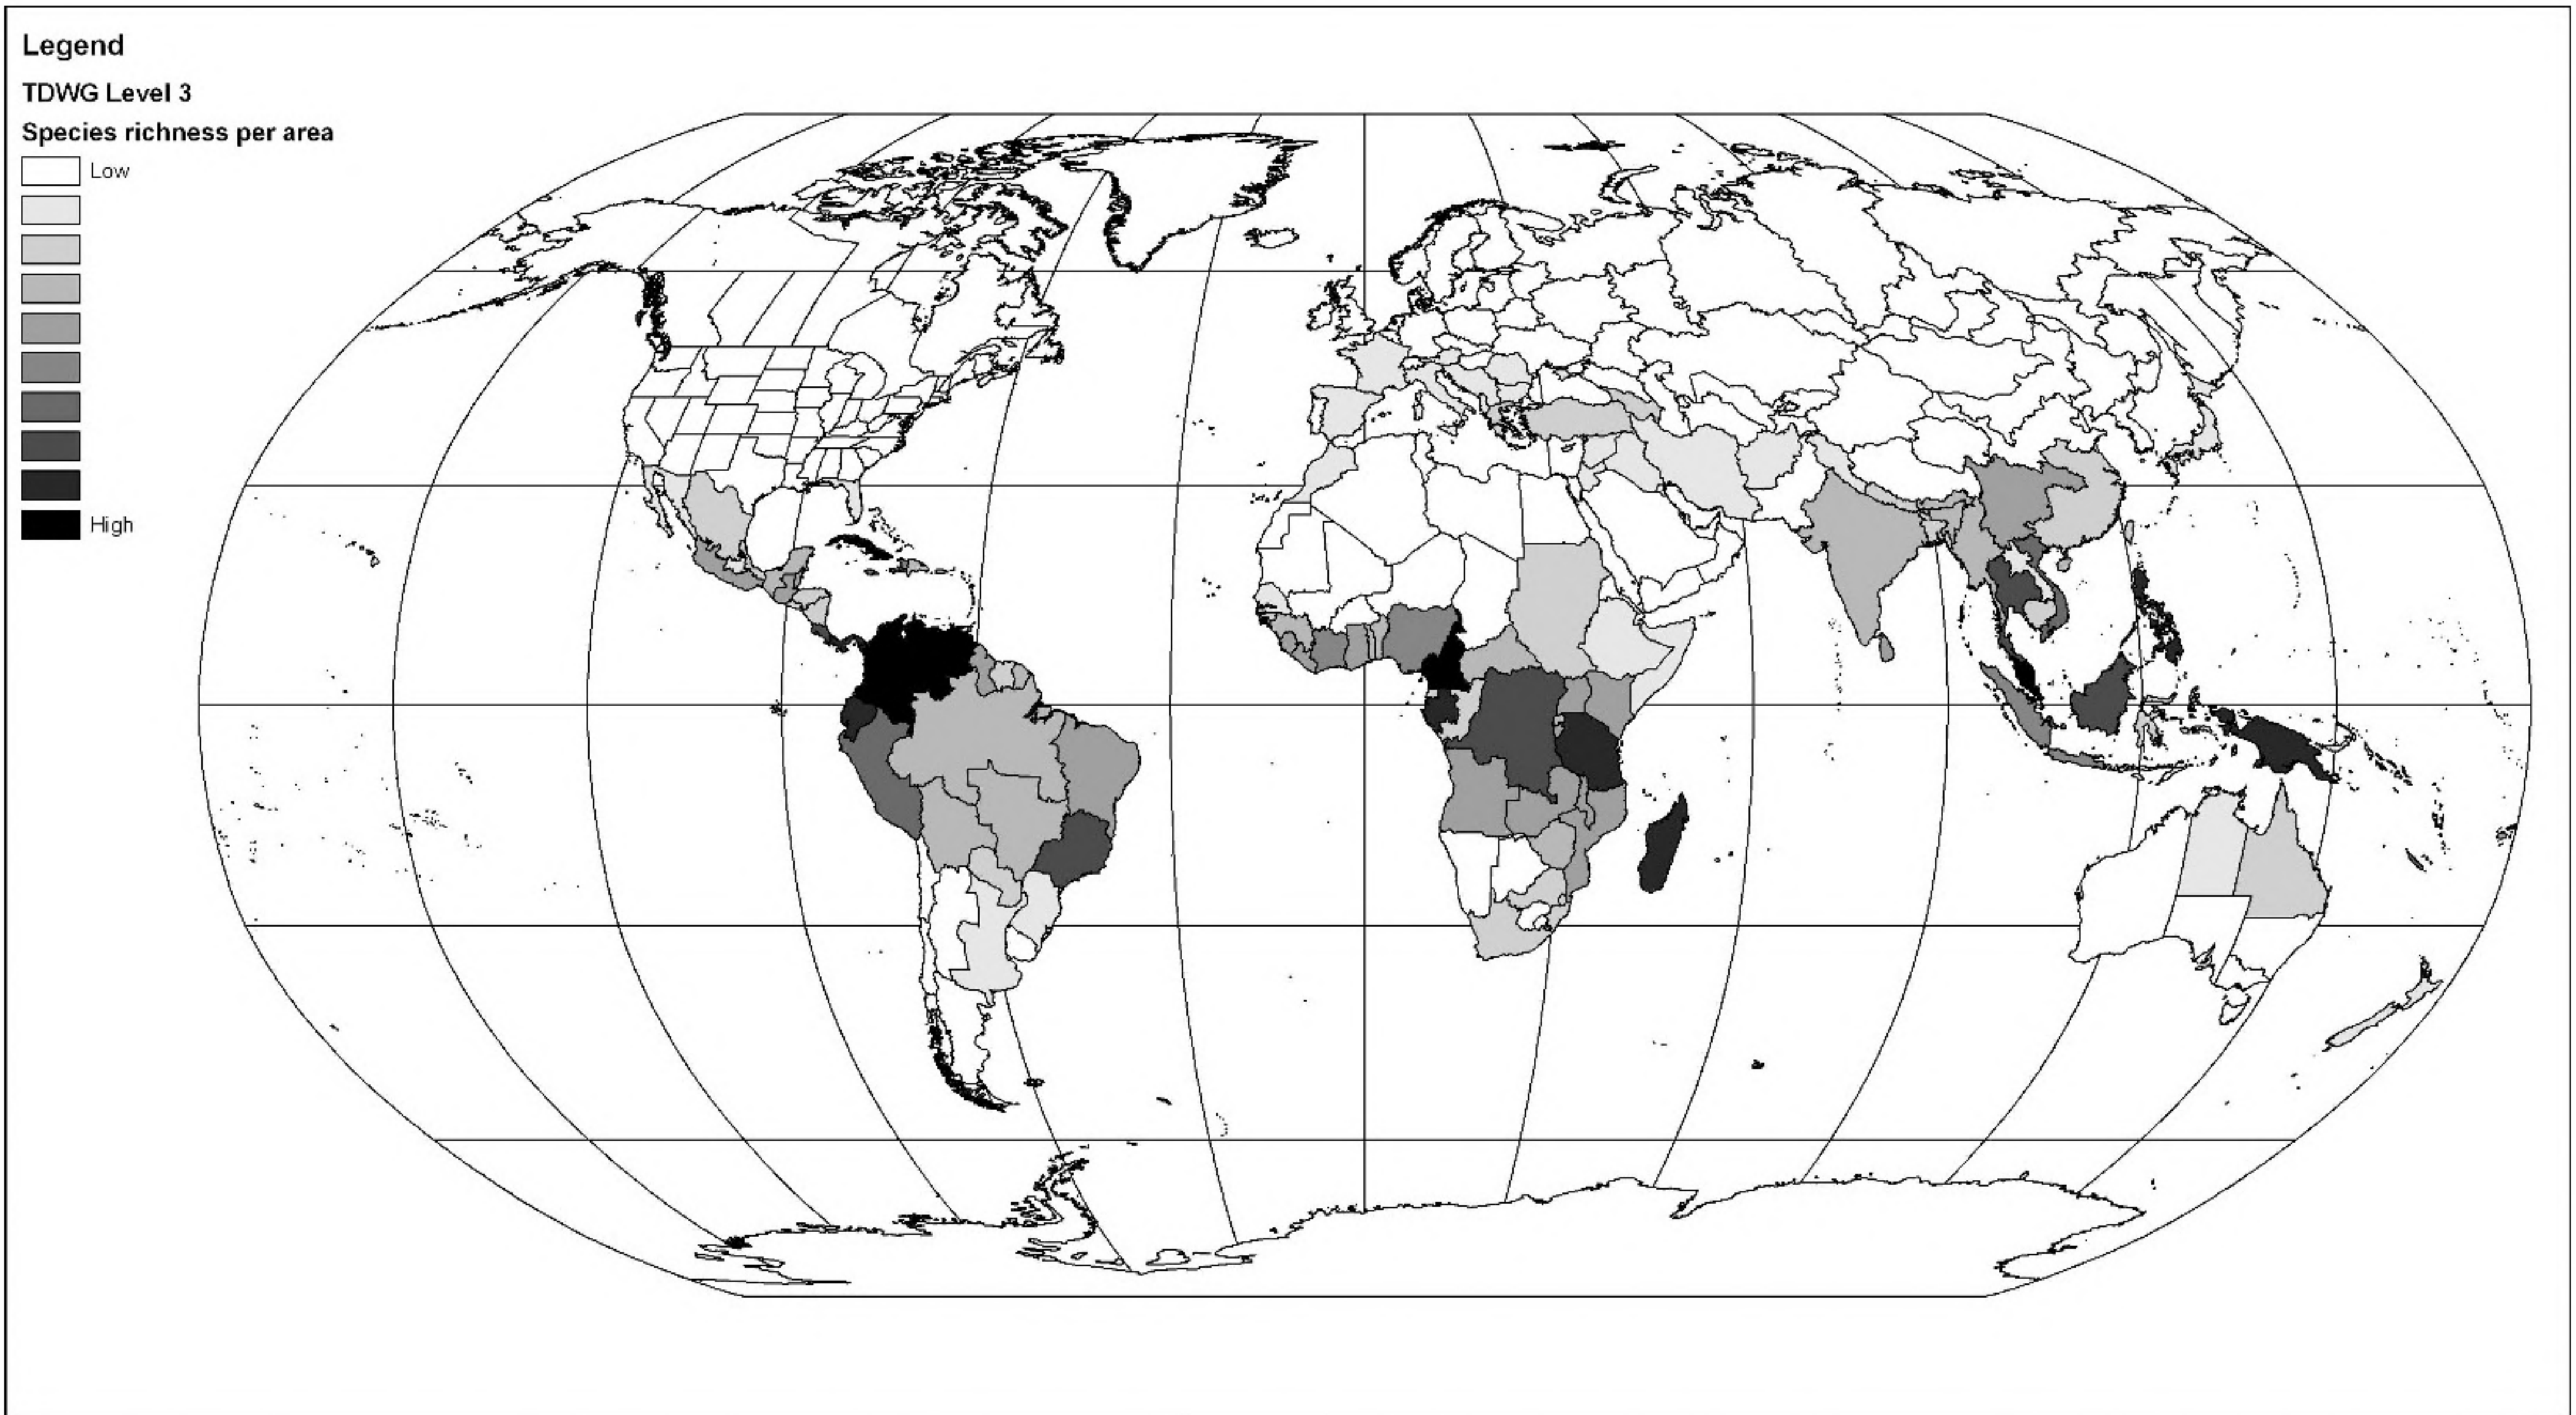 Legend
TDWG Level 3
Species richness per area
Low
High